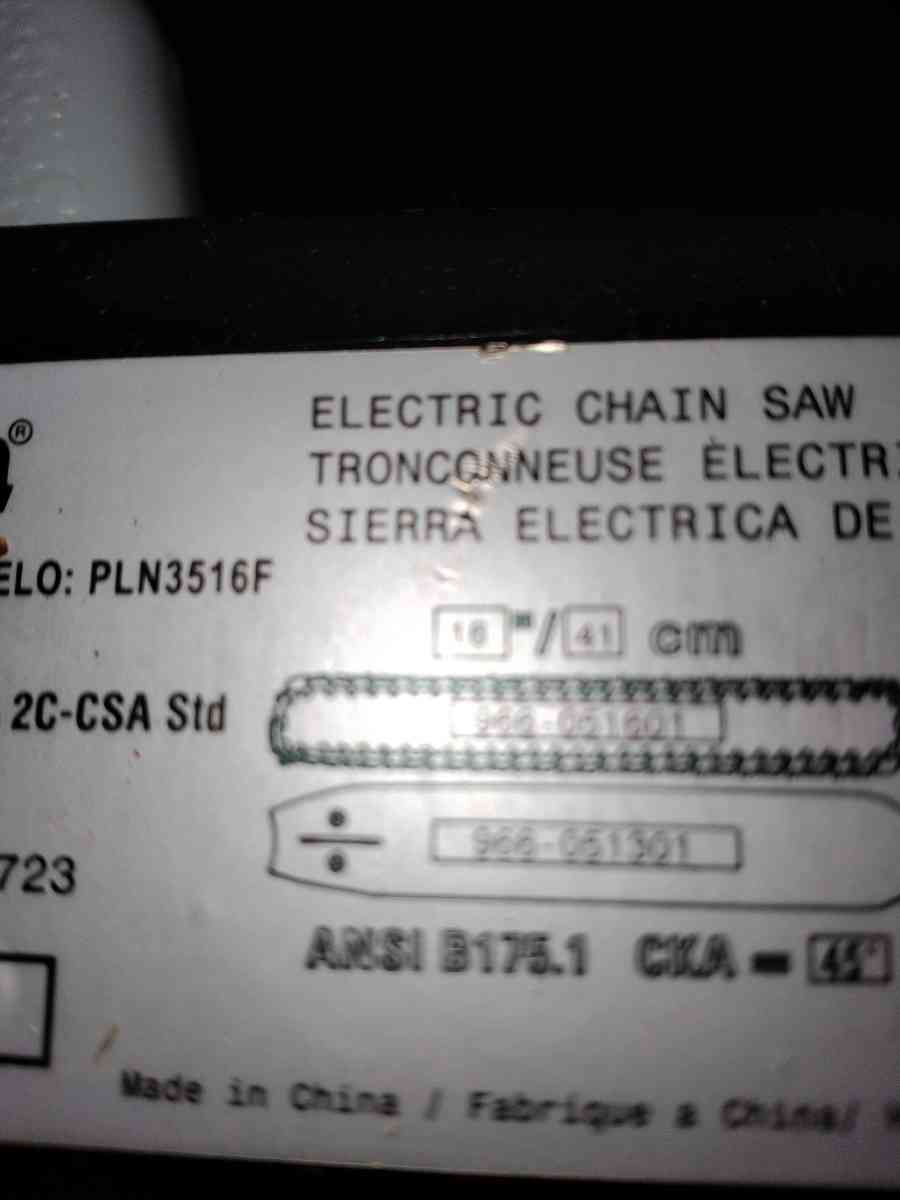 ®
ELECTRIC CHAIN SAW
TRONCONNEUSE ÈLECTRI
SIERRA ELECTRICA DE
ELO: PLN3516F
16"/41 cm
2C-CSA Std
966-051601
966-051301
723
ANSI B175.1 CKA = 45°
Made in China / Fabrique a China/